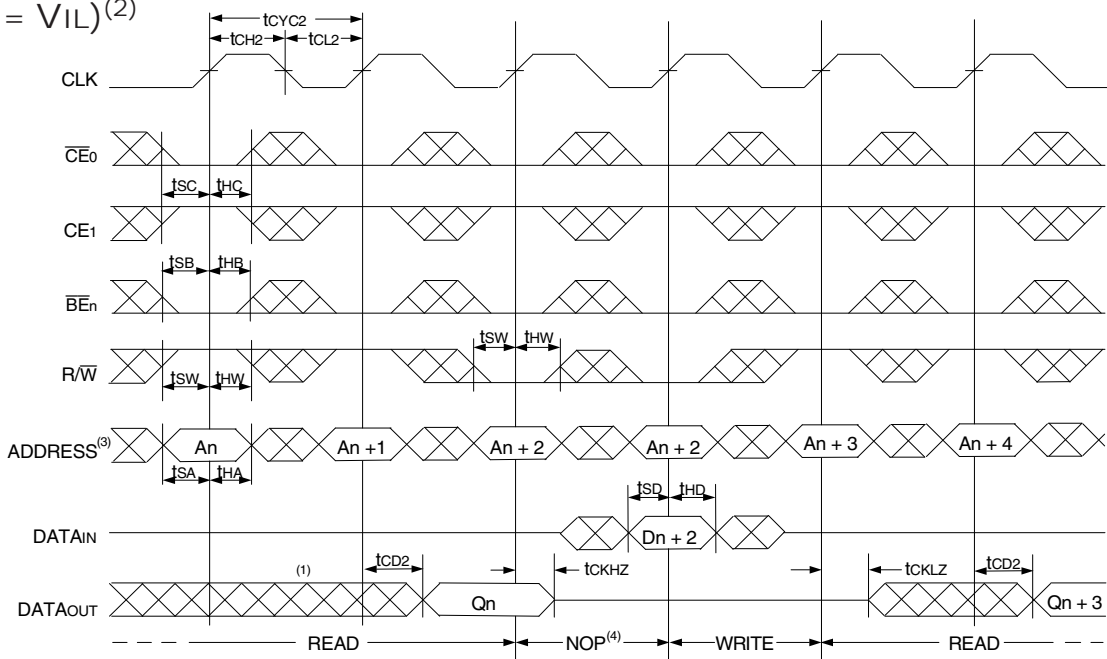 = VIL)(2)
tCYC2
tCH2 tCL2
CLK
CE0
tSC tHC
CE1
tSB tHB
BEn
tSW tHW
R/W
tSW tHW
ADDRESS(3) An An +1 An + 2 An + 2 An + 3 An + 4
tSA tHA
tSD tHD
DATAIN Dn + 2
(1) tCD2 tCKHZ tCKLZ tCD2
DATAOUT Qn Qn + 3
READ NOP(4) WRITE READ